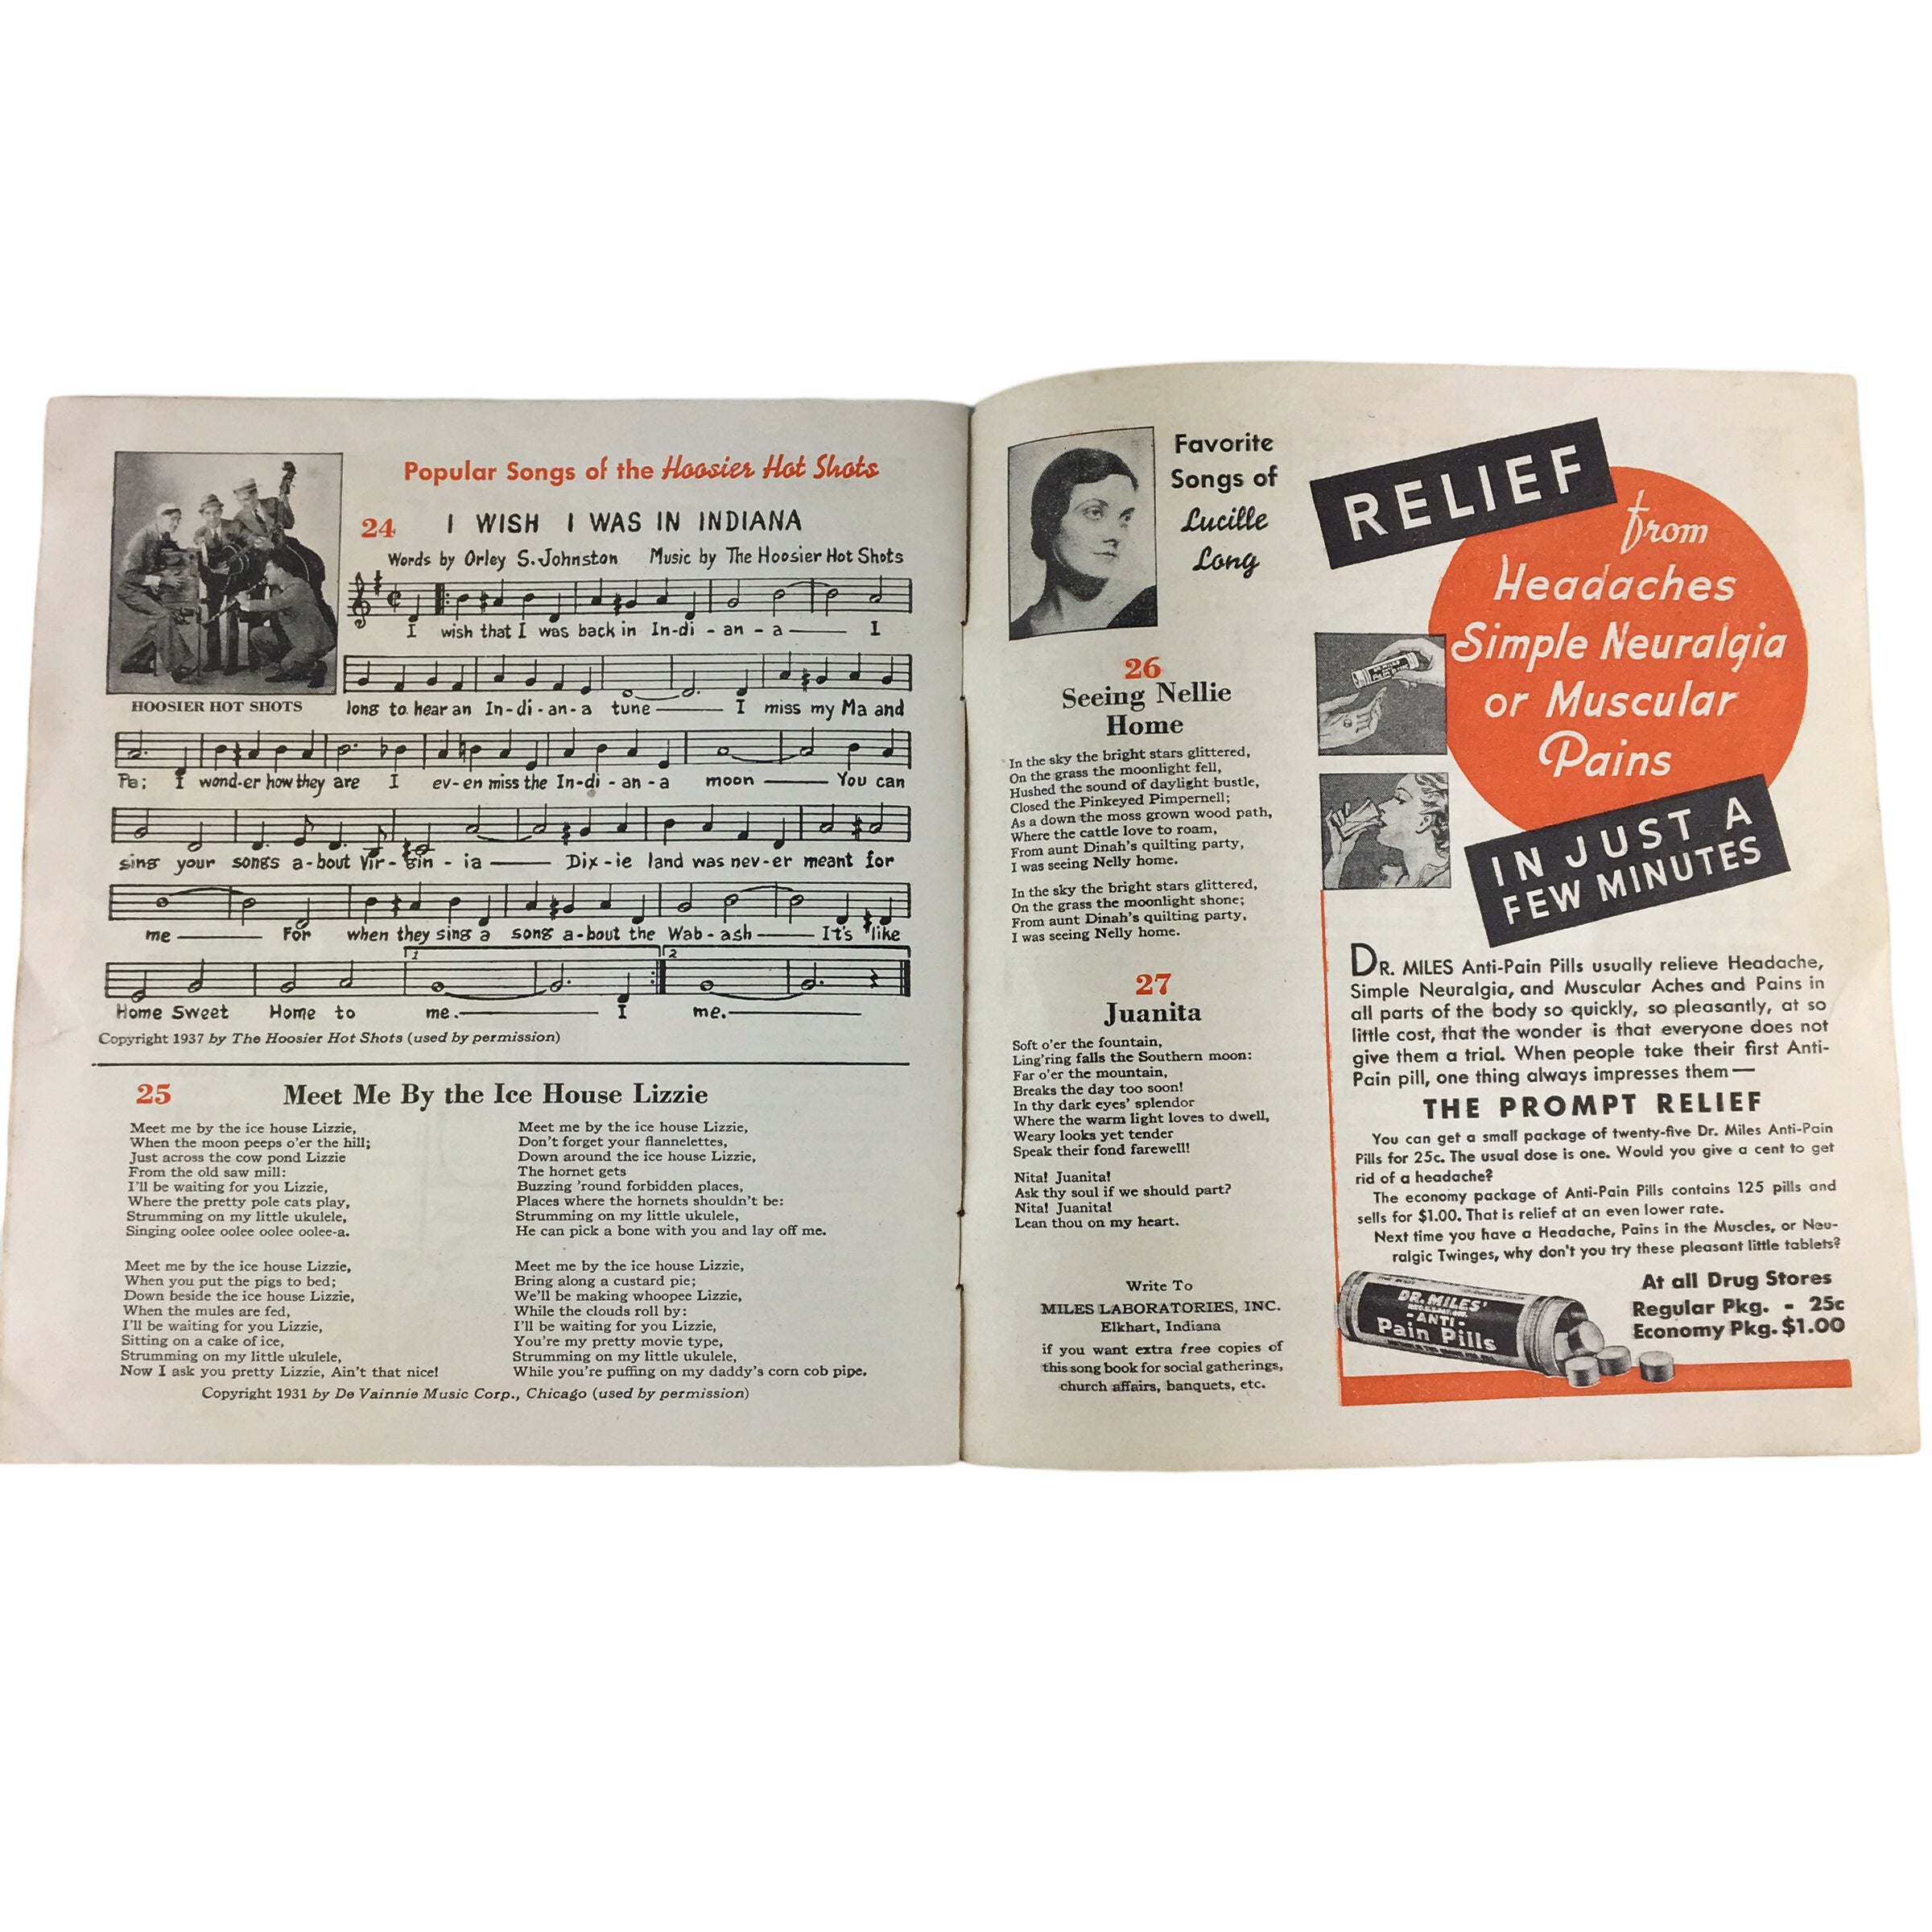 Popular Songs of the Hoosier Hot Shots
24 I WISH I WAS IN INDIANA
Words by Orley S. Johnston Music by The Hoosier Hot Shots
I wish that I was back in In-di-an-a I
HOOSIER HOT SHOTS
long to hear an In-di-an-a tune I miss my Ma and
Pa; I wond-er how they are I ev-en miss the In-di-an-a moon You can
sing your songs a-bout Vir-gin-ia Dix-ie land was nev-er meant for
me For when they sing a song a-bout the Wab-ash It's like
1 2
Home Sweet Home to me. I me.
Copyright 1937 by The Hoosier Hot Shots (used by permission)
25 Meet Me By the Ice House Lizzie
Meet me by the ice house Lizzie,
When the moon peeps o'er the hill;
Just across the cow pond Lizzie
From the old saw mill:
I'll be waiting for you Lizzie,
Where the pretty pole cats play,
Strumming on my little ukulele,
Singing oolee oolee oolee oolee-a.
Meet me by the ice house Lizzie,
When you put the pigs to bed;
Down beside the ice house Lizzie,
When the mules are fed,
I'll be waiting for you Lizzie,
Sitting on a cake of ice,
Strumming on my little ukulele,
Now I ask you pretty Lizzie, Ain't that nice!
Meet me by the ice house Lizzie,
Don't forget your flannelettes,
Down around the ice house Lizzie,
The hornet gets
Buzzing 'round forbidden places,
Places where the hornets shouldn't be:
Strumming on my little ukulele,
He can pick a bone with you and lay off me.
Meet me by the ice house Lizzie,
Bring along a custard pie;
We'll be making whoopee Lizzie,
While the clouds roll by:
I'll be waiting for you Lizzie,
You're my pretty movie type,
Strumming on my little ukulele,
While you're puffing on my daddy's corn cob pipe.
Copyright 1931 by De Vainnie Music Corp., Chicago (used by permission)
Favorite
Songs of
Lucille
Long
26
Seeing Nellie
Home
In the sky the bright stars glittered,
On the grass the moonlight fell,
Hushed the sound of daylight bustle,
Closed the Pinkeyed Pimpernell;
As a down the moss grown wood path,
Where the cattle love to roam,
From aunt Dinah's quilting party,
I was seeing Nelly home.
In the sky the bright stars glittered,
On the grass the moonlight shone;
From aunt Dinah's quilting party,
I was seeing Nelly home.
27
Juanita
Soft o'er the fountain,
Ling'ring falls the Southern moon:
Far o'er the mountain,
Breaks the day too soon!
In thy dark eyes' splendor
Where the warm light loves to dwell,
Weary looks yet tender
Speak their fond farewell!
Nita! Juanita!
Ask thy soul if we should part?
Nita! Juanita!
Lean thou on my heart.
Write To
MILES LABORATORIES, INC.
Elkhart, Indiana
if you want extra free copies of
this song book for social gatherings,
church affairs, banquets, etc.
RELIEF
from
Headaches
Simple Neuralgia
or Muscular
Pains
IN JUST A
FEW MINUTES
DR. MILES Anti-Pain Pills usually relieve Headache,
Simple Neuralgia, and Muscular Aches and Pains in
all parts of the body so quickly, so pleasantly, at so
little cost, that the wonder is that everyone does not
give them a trial. When people take their first Anti-
Pain pill, one thing always impresses them—
THE PROMPT RELIEF
You can get a small package of twenty-five Dr. Miles Anti-Pain
Pills for 25c. The usual dose is one. Would you give a cent to get
rid of a headache?
The economy package of Anti-Pain Pills contains 125 pills and
sells for $1.00. That is relief at an even lower rate.
Next time you have a Headache, Pains in the Muscles, or Neu-
ralgic Twinges, why don't you try these pleasant little tablets?
At all Drug Stores
Regular Pkg. - 25c
Economy Pkg. $1.00
DR. MILES'
-ANTI-
Pain Pills